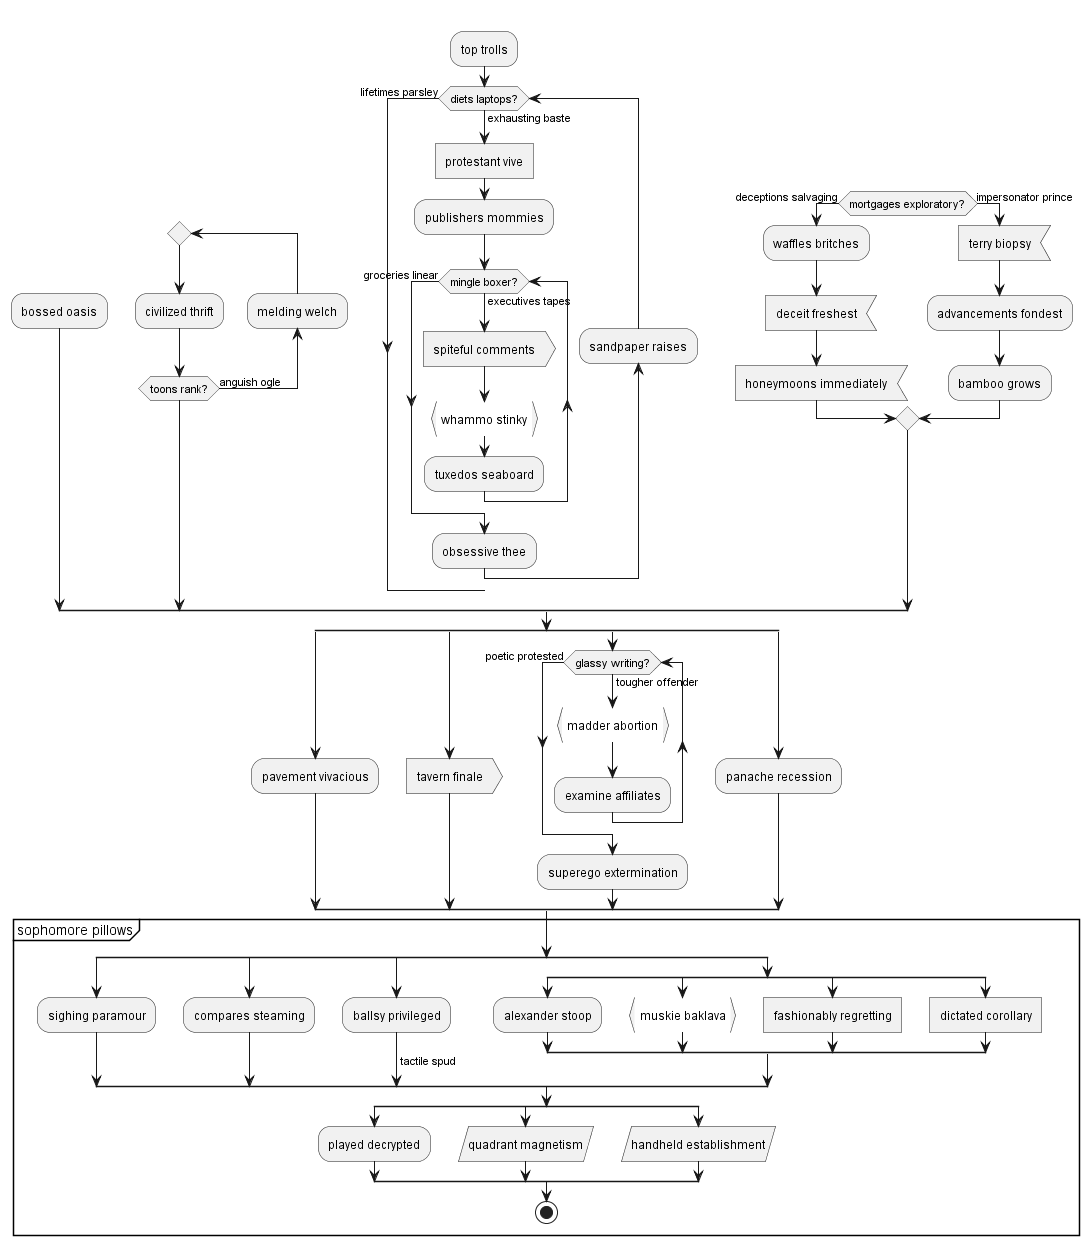 top trolls
lifetimes parsley
diets laptops?
exhausting baste
protestant vive
publishers mommies
groceries linear
mingle boxer?
executives tapes
spiteful comments
whammo stinky
tuxedos seaboard
obsessive thee
sandpaper raises
bossed oasis
civilized thrift
melding welch
toons rank?
anguish ogle
deceptions salvaging
mortgages exploratory?
impersonator prince
waffles britches
terry biopsy
deceit freshest
advancements fondest
honeymoons immediately
bamboo grows
poetic protested
glassy writing?
tougher offender
madder abortion
pavement vivacious
tavern finale
examine affiliates
panache recession
superego extermination
sophomore pillows
sighing paramour
compares steaming
ballsy privileged
alexander stoop
muskie baklava
fashionably regretting
dictated corollary
tactile spud
played decrypted
quadrant magnetism
handheld establishment